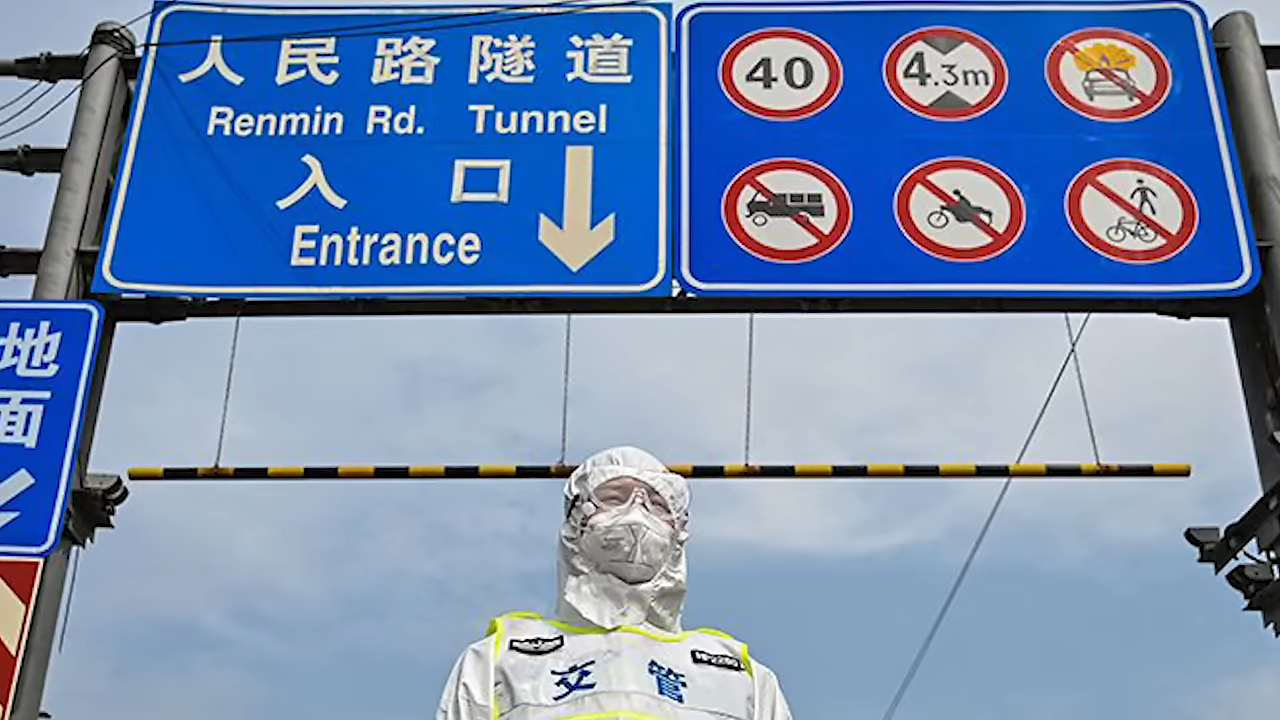 人民路隧道
Renmin Rd. Tunnel
入口
Entrance
40
4.3m
地
面
交管